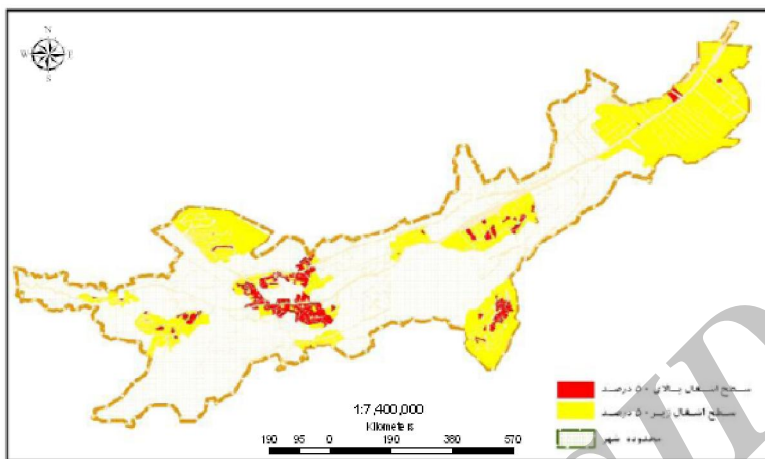 N
W E
S
سطح اشغال بالای ۵۰ درصد
سطح اشغال زیر ۵۰ درصد
محدوده شهر
1:7,400,000
Kilometers
190 95 0 190 380 570